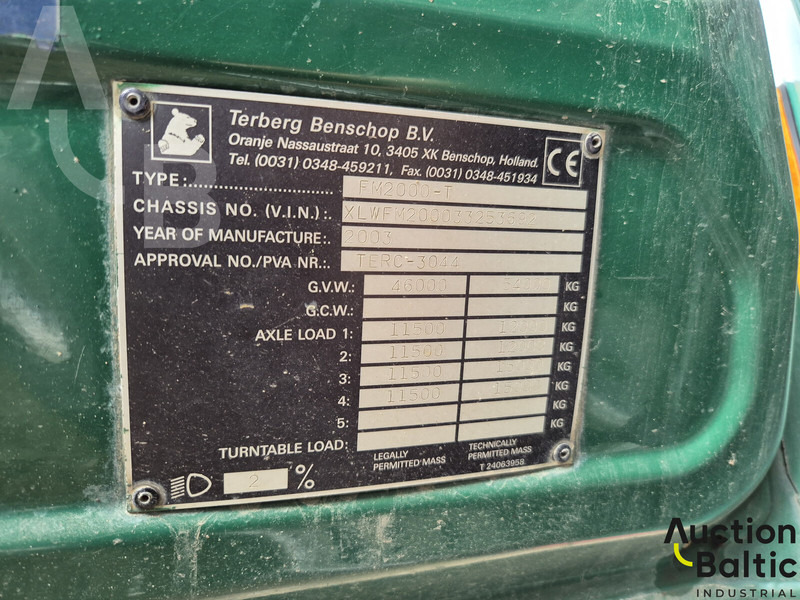 Terberg Benschop B.V.
Oranje Nassaustraat 10, 3405 XK Benschop, Holland.
Tel. (0031) 0348-459211, Fax. (0031) 0348-451934
CE
TYPE:.............................. FM2000-T
CHASSIS NO. (V.I.N.):.
YEAR OF MANUFACTURE:. 2003
APPROVAL NO./PVA NR.: TERC-3044
G.V.W.: 46000 KG
G.C.W.: KG
AXLE LOAD 1: 11500 KG
2: 11500 KG
3: 11500 KG
4: 11500 KG
5: KG
TURNTABLE LOAD: KG
LEGALLY PERMITTED MASS
TECHNICALLY PERMITTED MASS
T 24063958
2 %
Auction
Baltic
INDUSTRIAL